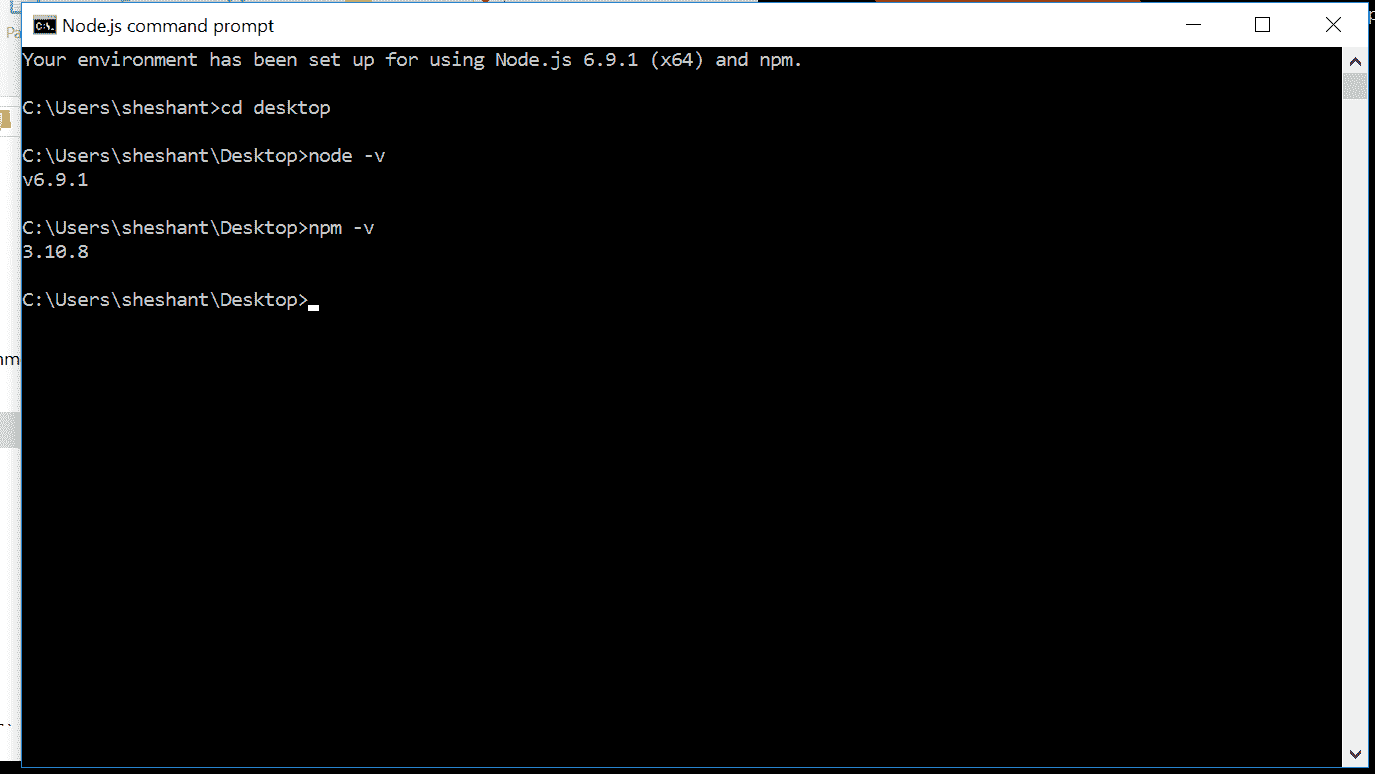 Node.js command prompt
Your environment has been set up for using Node.js 6.9.1 (x64) and npm.
C:\Users\sheshant>cd desktop
C:\Users\sheshant\Desktop>node -v
v6.9.1
C:\Users\sheshant\Desktop>npm -v
3.10.8
C:\Users\sheshant\Desktop>